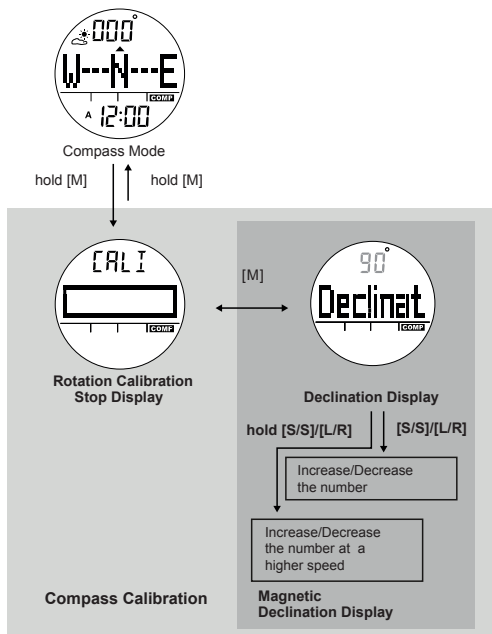 000°
W---N---E
COMP
A 12:00
Compass Mode
hold [M]
hold [M]
CALI
COMP
Rotation Calibration
Stop Display
[M]
90°
Declinat
COMP
Declination Display
hold [S/S]/[L/R]
[S/S]/[L/R]
Increase/Decrease
the number
Increase/Decrease
the number at a
higher speed
Compass Calibration
Magnetic
Declination Display